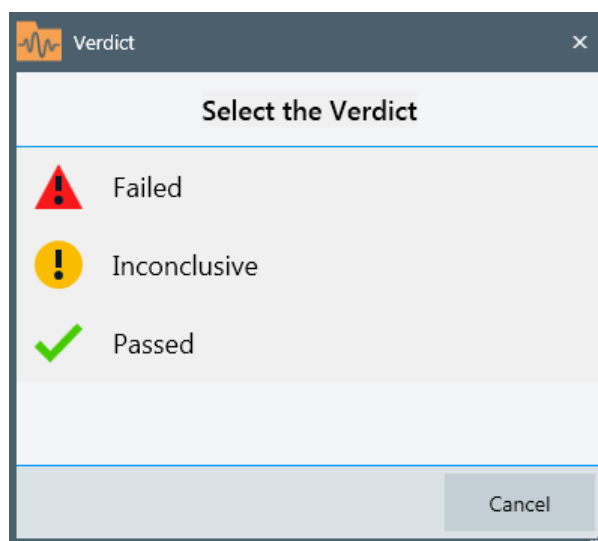 Verdict
Select the Verdict
Failed
Inconclusive
Passed
Cancel